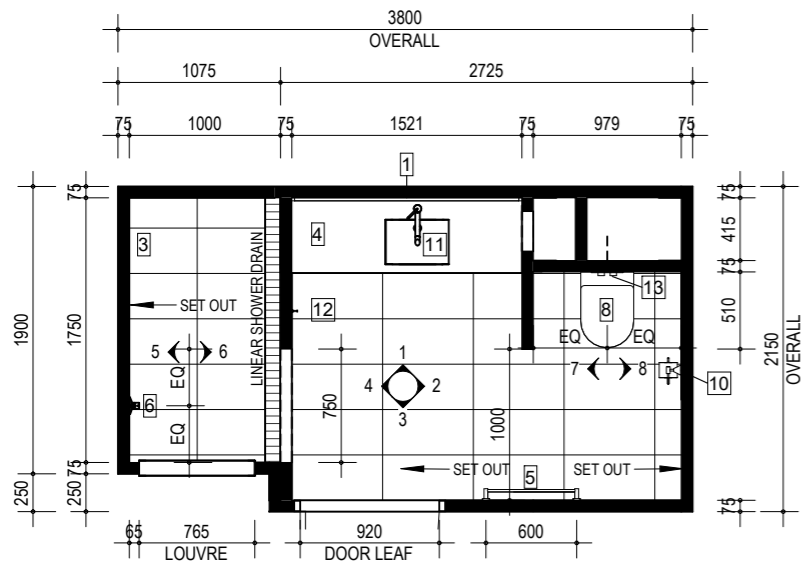 3800
OVERALL
1075 2725
75 1000 75 1521 75 979 75
1
75 75
3 4 11 415
75
13
LINEAR SHOWER DRAIN
SET OUT 12 8 510
1900 1750 EQ EQ 2150 OVERALL
5 6 1 7 8 10
EQ 4 2
6 750 3 1000
EQ
SET OUT SET OUT
75 5
250 250 75
65 765 920 600
LOUVRE DOOR LEAF